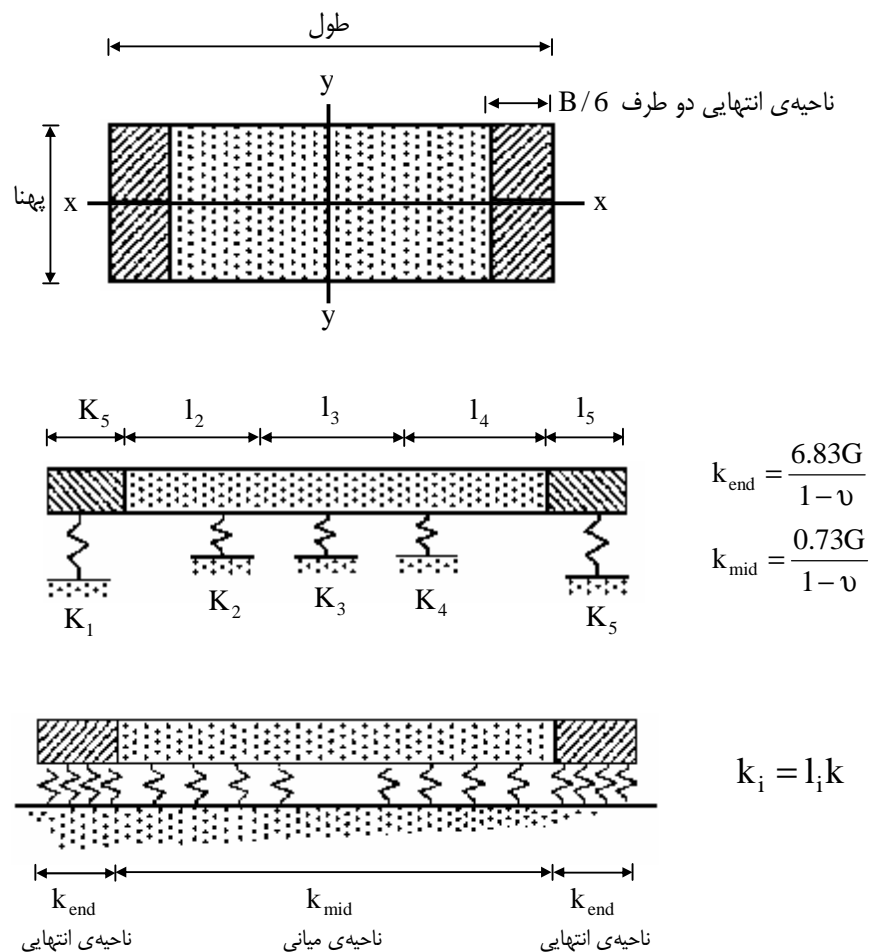 طول
y
ناحیه‌ی انتهایی دو طرف B/6
پهنا
x x
y
K₅ l₂ l₃ l₄ l₅
k_end = 6.83G / 1−υ
k_mid = 0.73G / 1−υ
K₁ K₂ K₃ K₄ K₅
k_i = l_i k
k_end k_mid k_end
ناحیه‌ی انتهایی ناحیه‌ی میانی ناحیه‌ی انتهایی